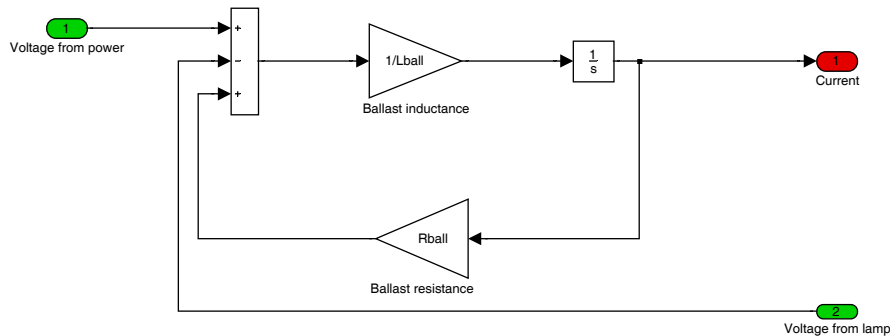 1
Voltage from power
+
−
+
1/Lball
Ballast inductance
1
s
1
Current
Rball
Ballast resistance
2
Voltage from lamp